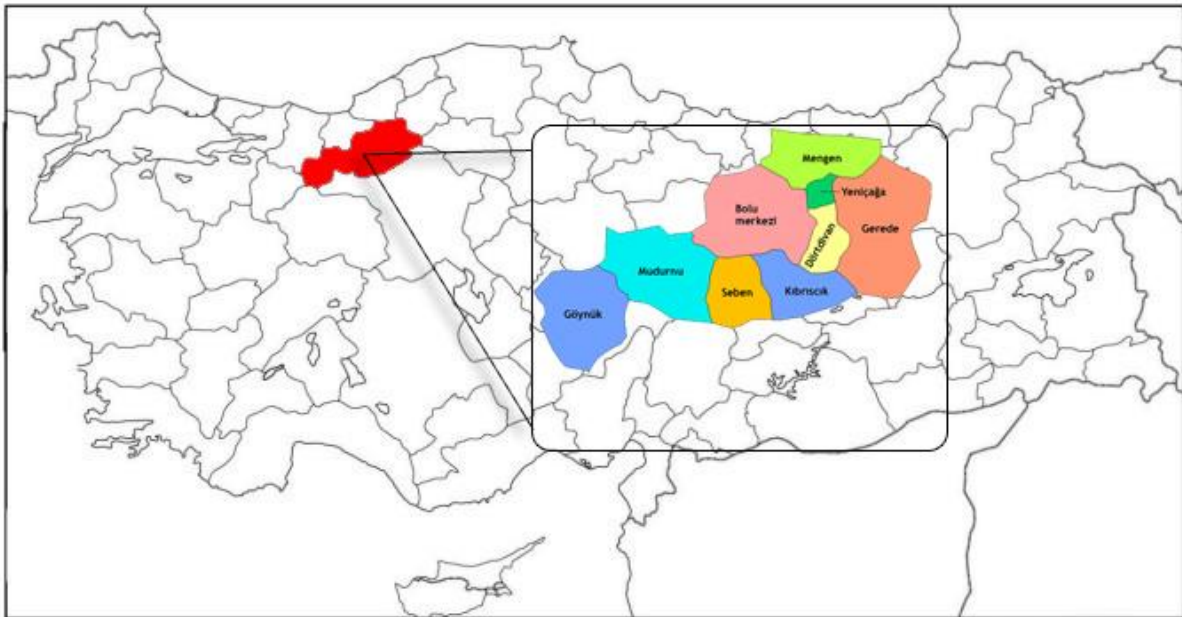 Mengen
Yeniçağa
Bolu
merkezi
Gerede
Dörtdivan
Mudurnu
Seben
Kıbrıscık
Göynük